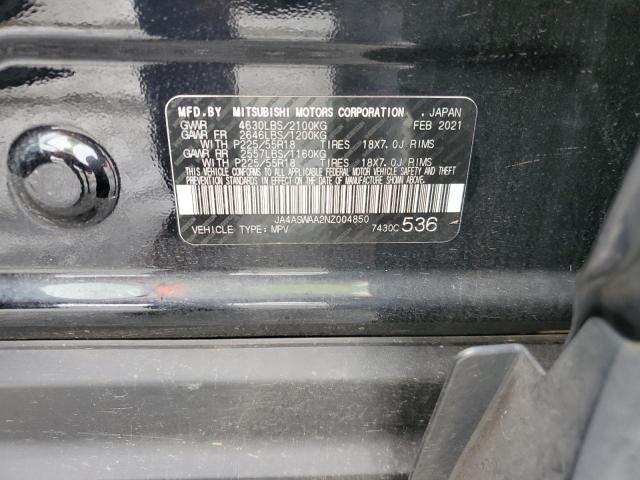 MFD.BY MITSUBISHI MOTORS CORPORATION , JAPAN
GVWR 4630LBS/2100KG FEB 2021
GAWR FR 2646LBS/1200KG
WITH P225/55R18 TIRES 18X7.0J RIMS
GAWR RR 2557LBS/1160KG
WITH P225/55R18 TIRES 18X7.0J RIMS
THIS VEHICLE CONFORMS TO ALL APPLICABLE FEDERAL MOTOR VEHICLE SAFETY AND THEFT
PREVENTION STANDARDS IN EFFECT ON THE DATE OF MANUFACTURE SHOWN ABOVE.
JA4ASWAA2NZ004850
VEHICLE TYPE: MPV 7430C 536